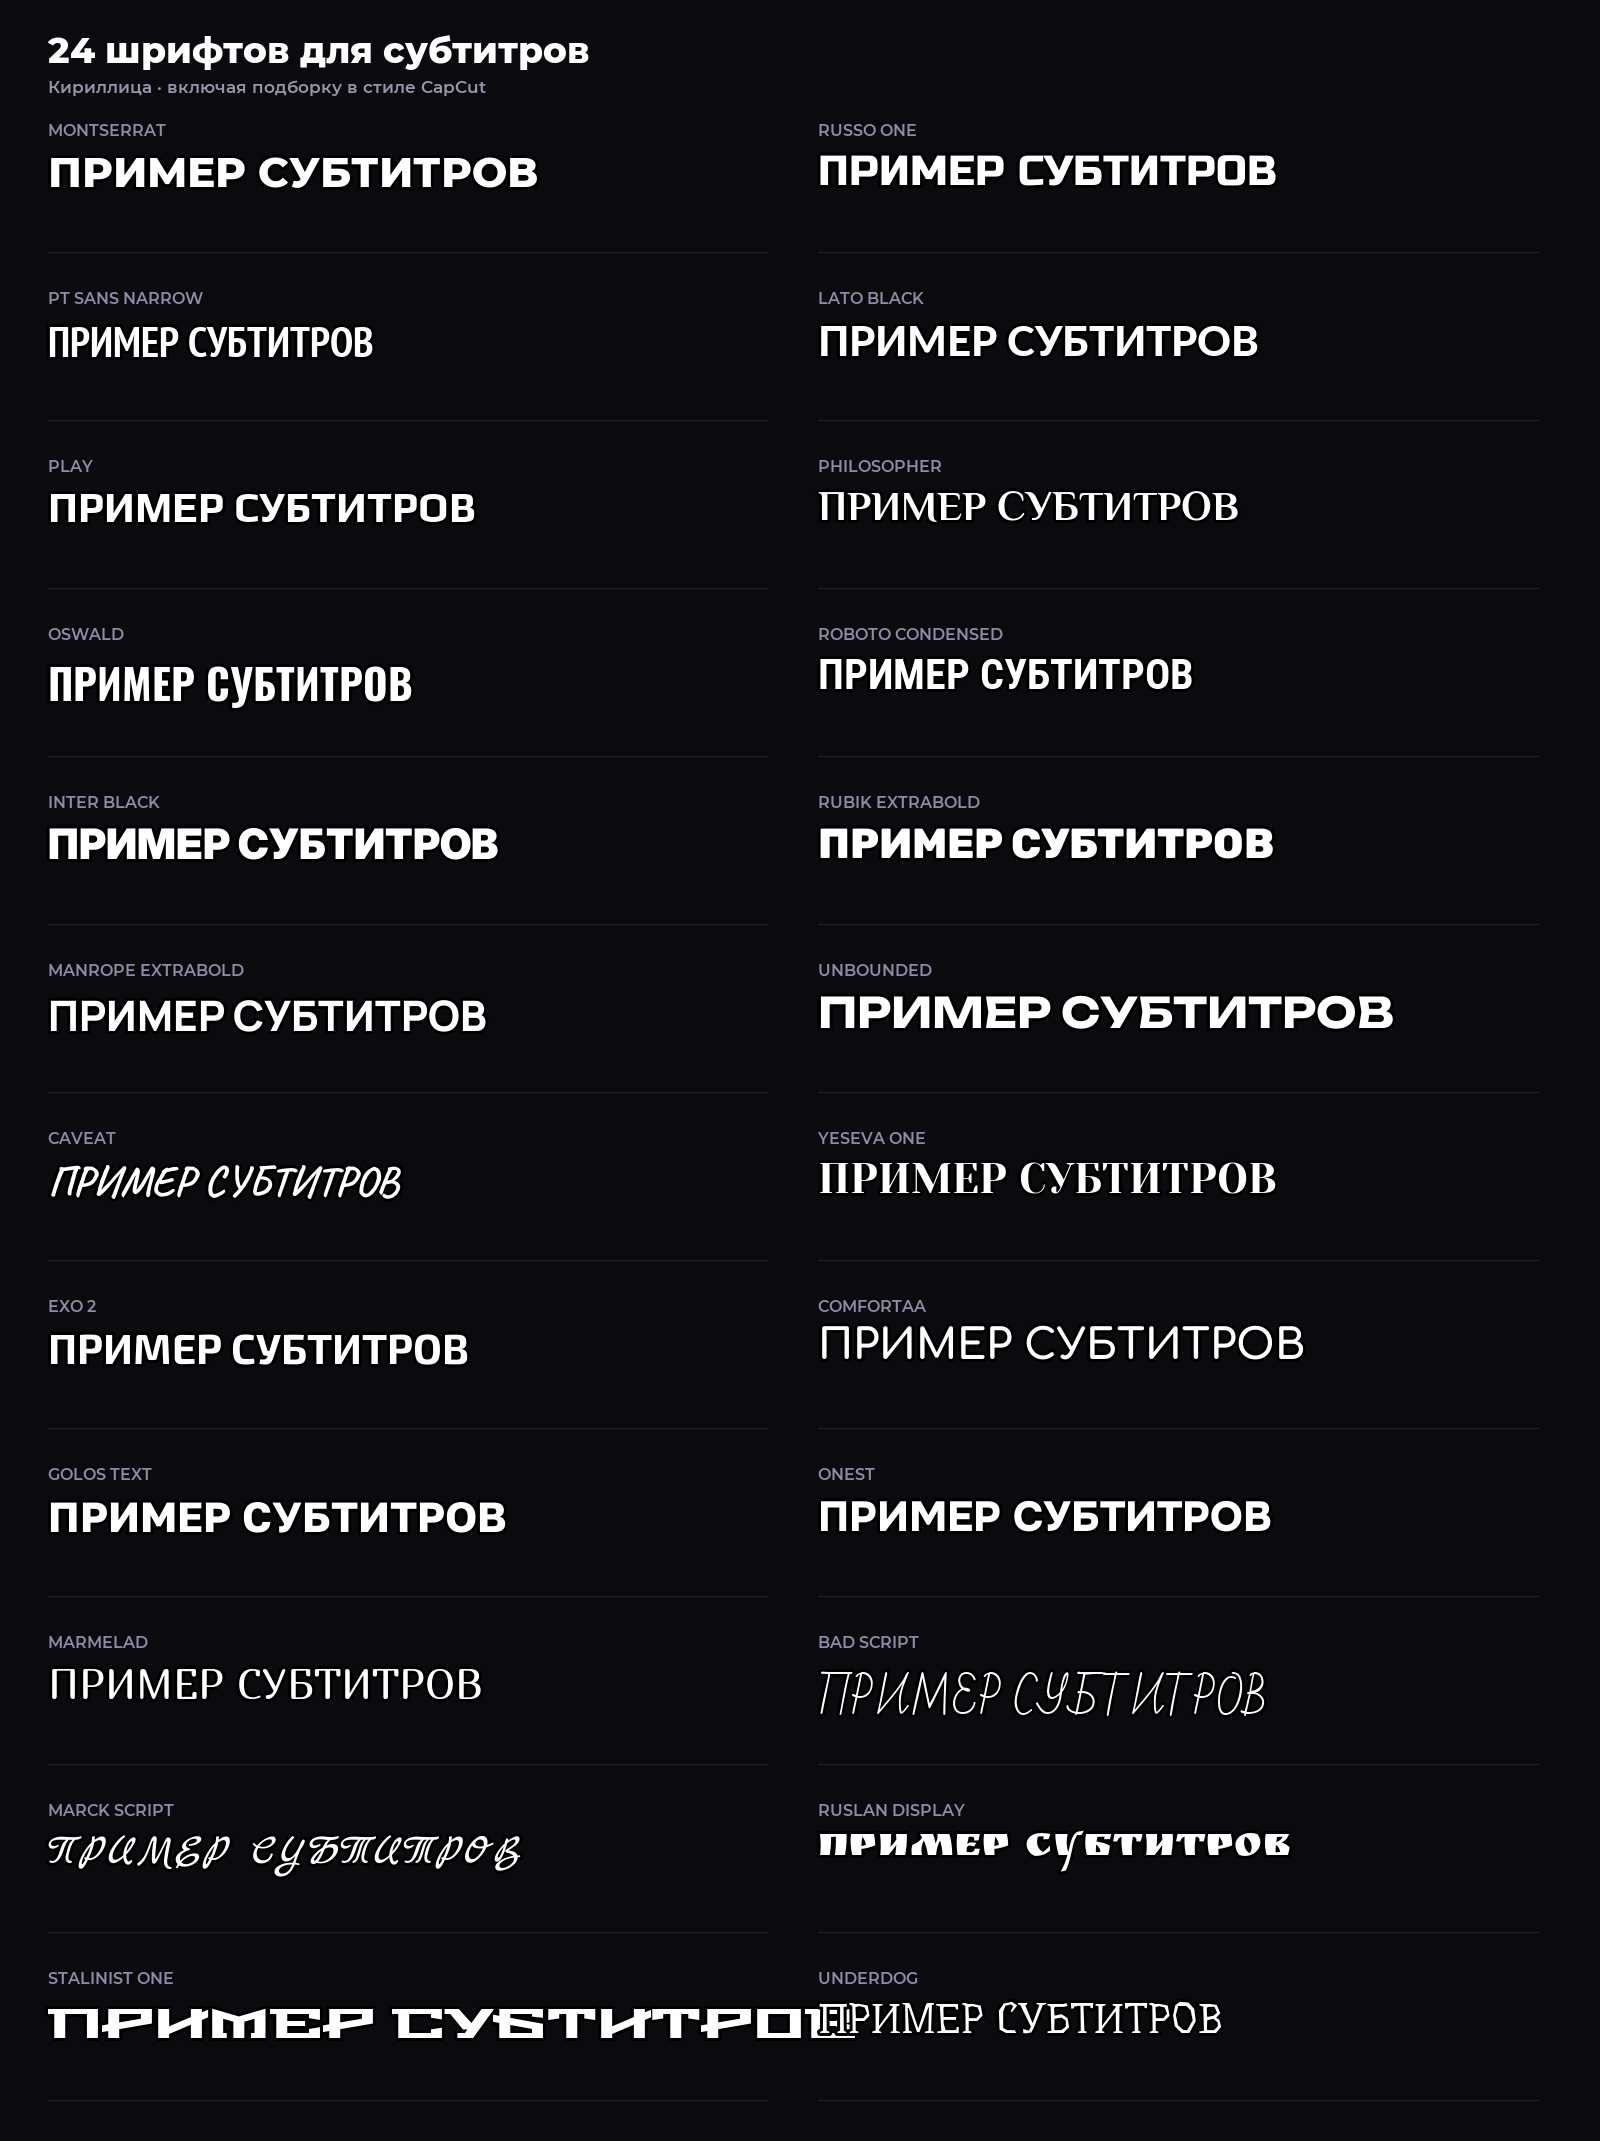 24 шрифтов для субтитров
Кириллица · включая подборку в стиле CapCut
MONTSERRAT
ПРИМЕР СУБТИТРОВ
RUSSO ONE
ПРИМЕР СУБТИТРОВ
PT SANS NARROW
ПРИМЕР СУБТИТРОВ
LATO BLACK
ПРИМЕР СУБТИТРОВ
PLAY
ПРИМЕР СУБТИТРОВ
PHILOSOPHER
ПРИМЕР СУБТИТРОВ
OSWALD
ПРИМЕР СУБТИТРОВ
ROBOTO CONDENSED
ПРИМЕР СУБТИТРОВ
INTER BLACK
ПРИМЕР СУБТИТРОВ
RUBIK EXTRABOLD
ПРИМЕР СУБТИТРОВ
MANROPE EXTRABOLD
ПРИМЕР СУБТИТРОВ
UNBOUNDED
ПРИМЕР СУБТИТРОВ
CAVEAT
ПРИМЕР СУБТИТРОВ
YESEVA ONE
ПРИМЕР СУБТИТРОВ
EXO 2
ПРИМЕР СУБТИТРОВ
COMFORTAA
ПРИМЕР СУБТИТРОВ
GOLOS TEXT
ПРИМЕР СУБТИТРОВ
ONEST
ПРИМЕР СУБТИТРОВ
MARMELAD
ПРИМЕР СУБТИТРОВ
BAD SCRIPT
ПРИМЕР СУБТИТРОВ
MARCK SCRIPT
ПРИМЕР СУБТИТРОВ
RUSLAN DISPLAY
ПРИМЕР СУБТИТРОВ
STALINIST ONE
ПРИМЕР СУБТИТРОВ
UNDERDOG
ПРИМЕР СУБТИТРОВ